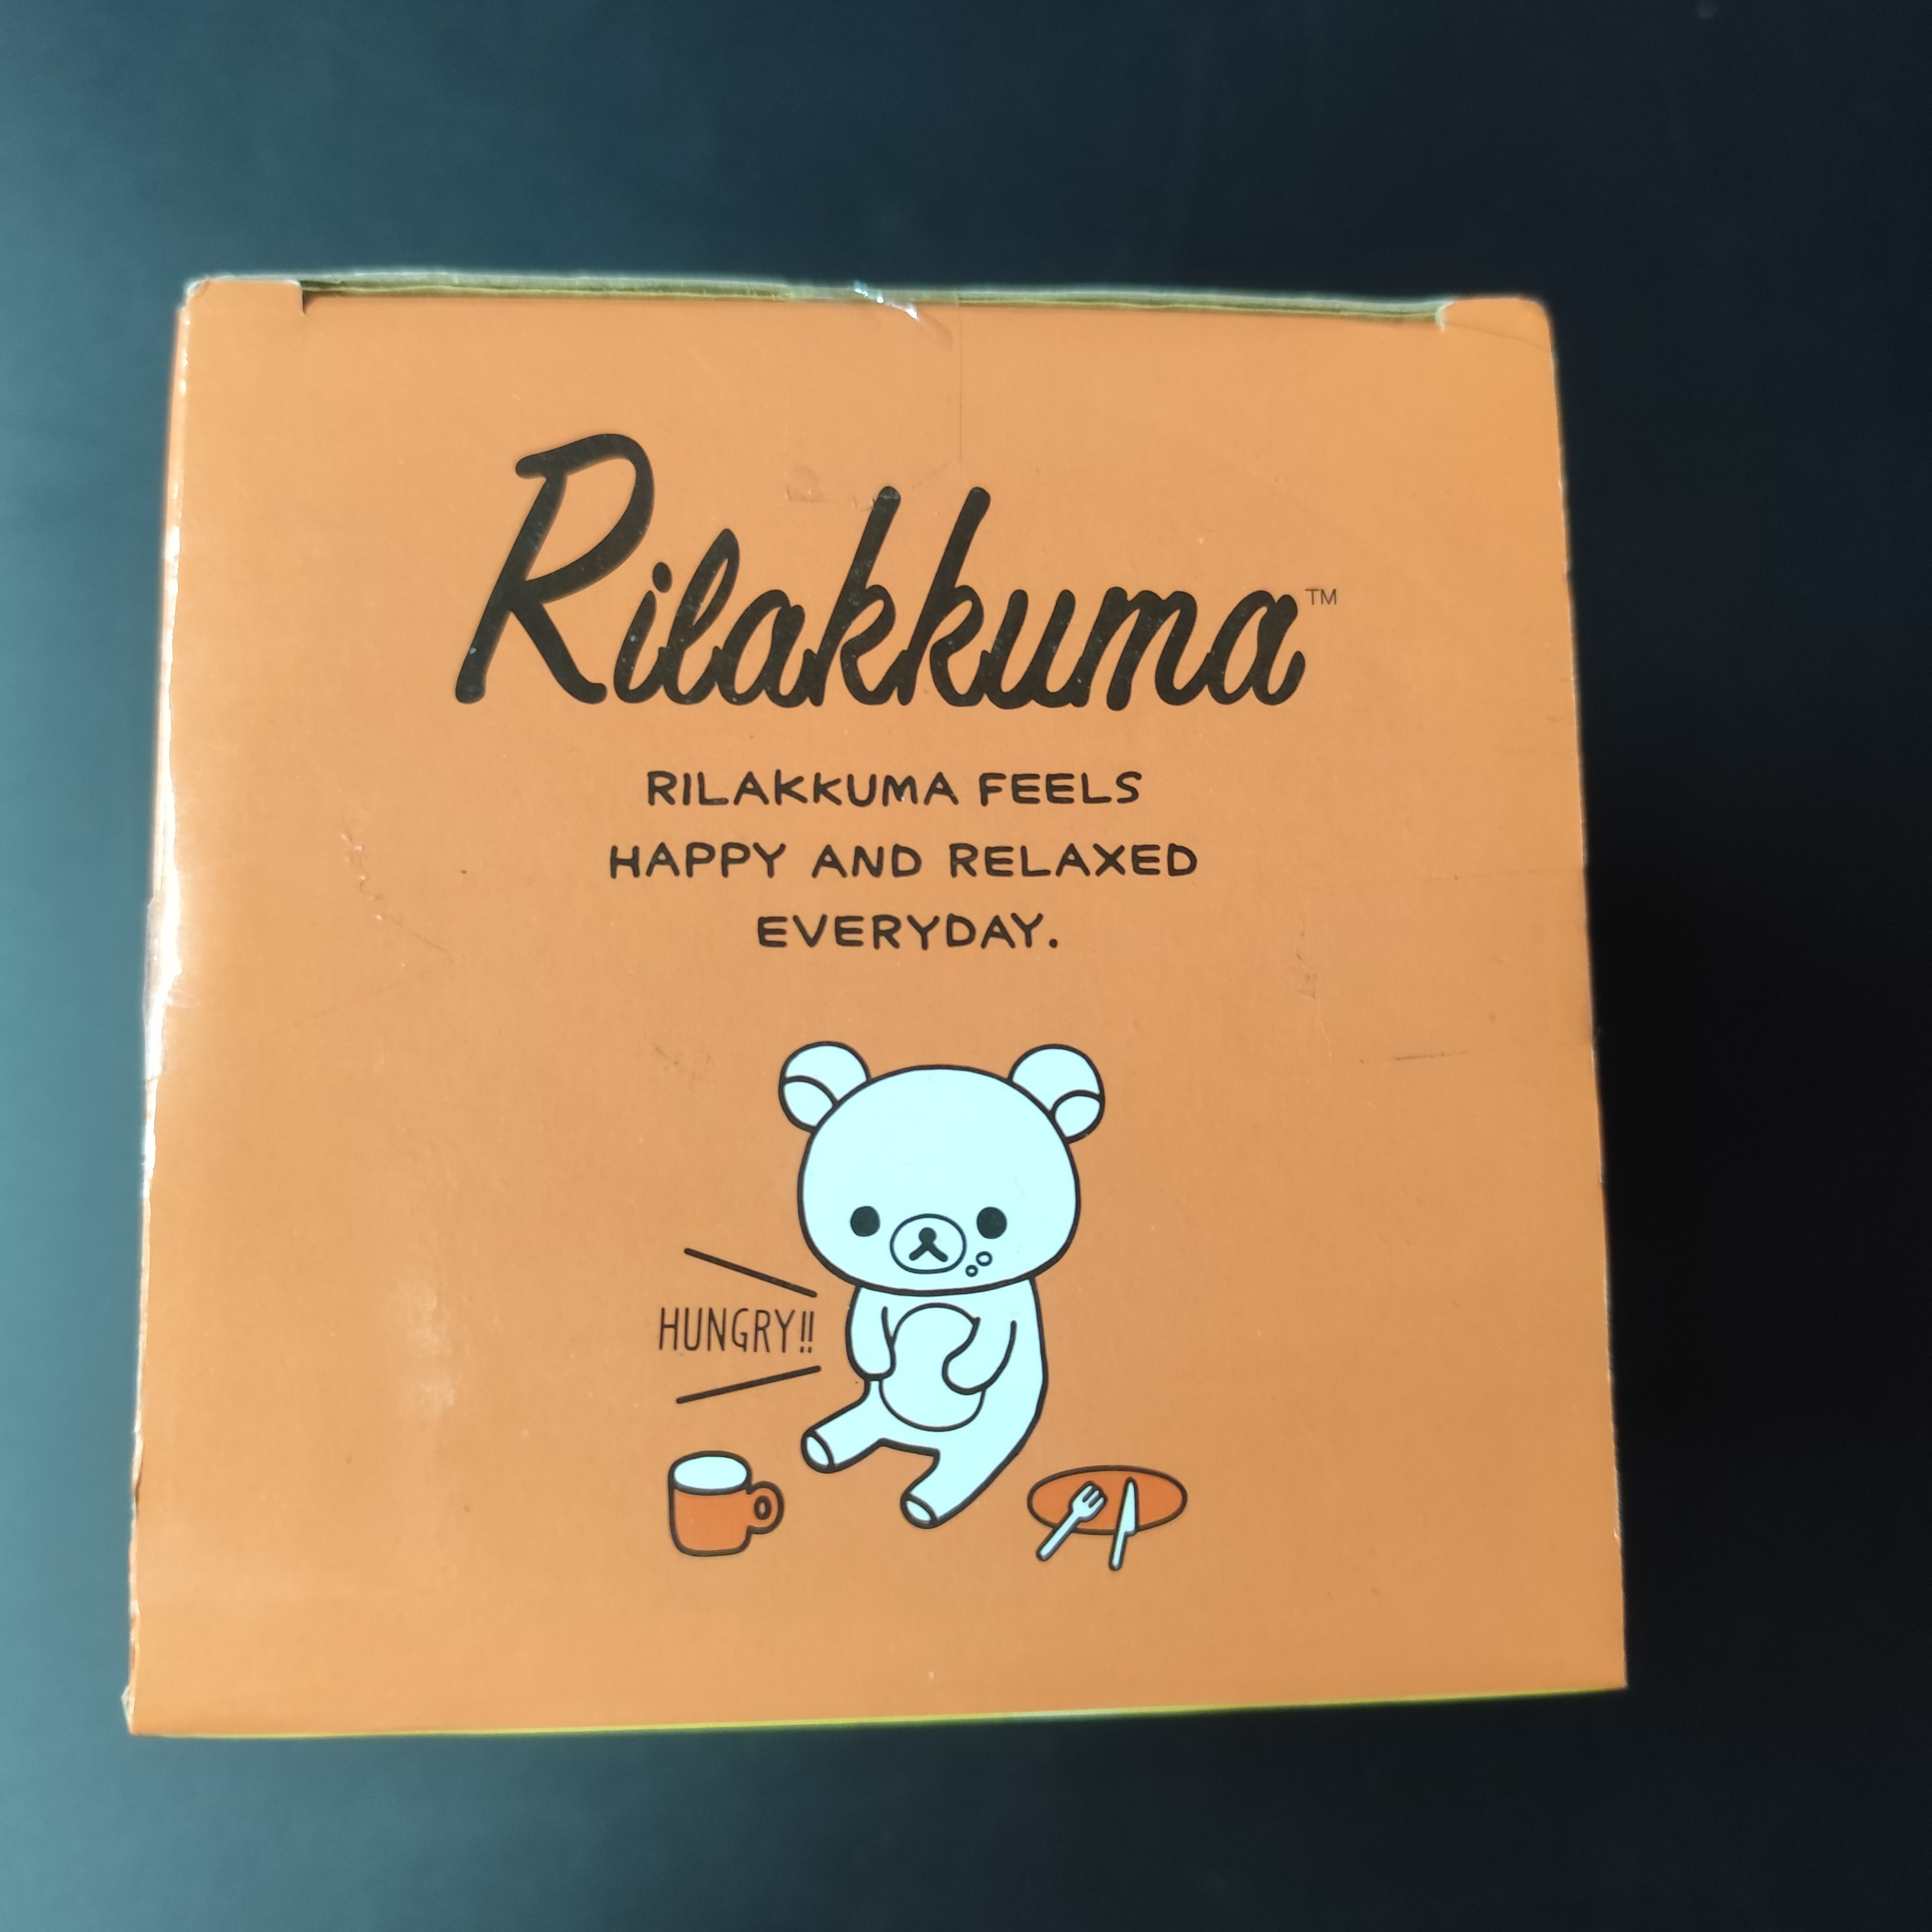 Rilakkuma™
RILAKKUMA FEELS
HAPPY AND RELAXED
EVERYDAY.
HUNGRY!!